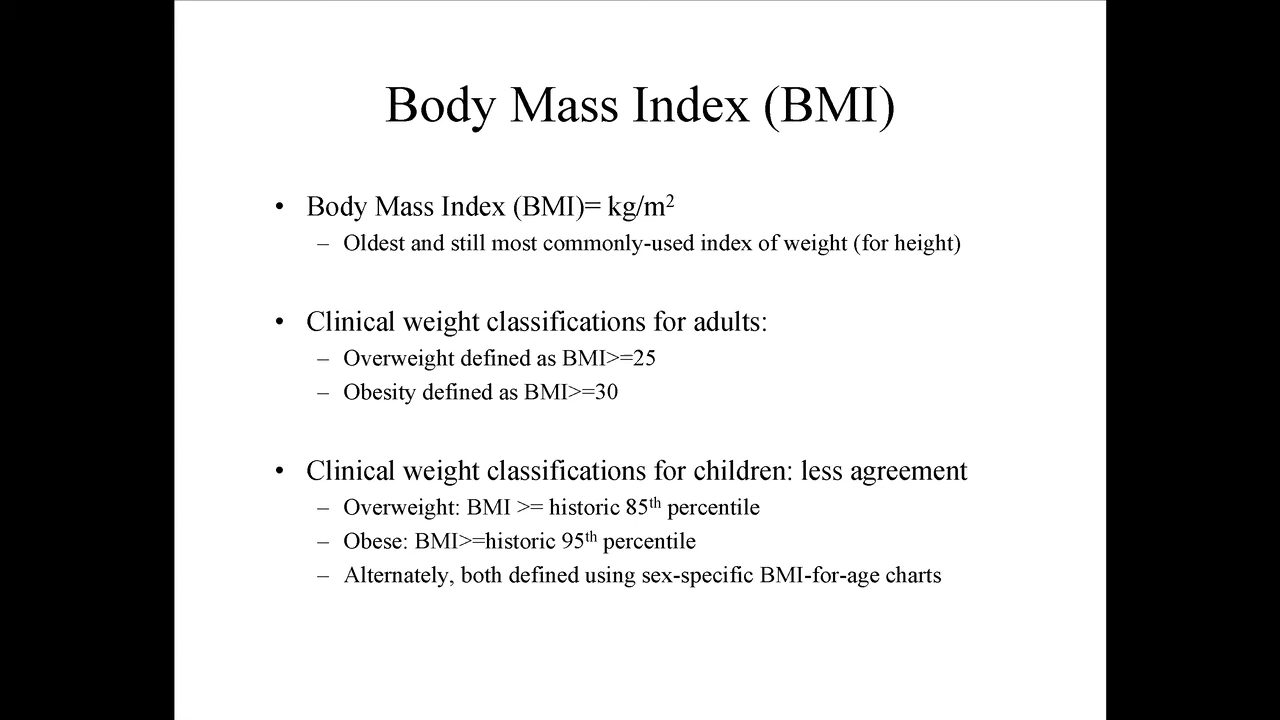 Body Mass Index (BMI)
• Body Mass Index (BMI)= kg/m²
– Oldest and still most commonly-used index of weight (for height)
• Clinical weight classifications for adults:
– Overweight defined as BMI>=25
– Obesity defined as BMI>=30
• Clinical weight classifications for children: less agreement
– Overweight: BMI >= historic 85th percentile
– Obese: BMI>=historic 95th percentile
– Alternately, both defined using sex-specific BMI-for-age charts